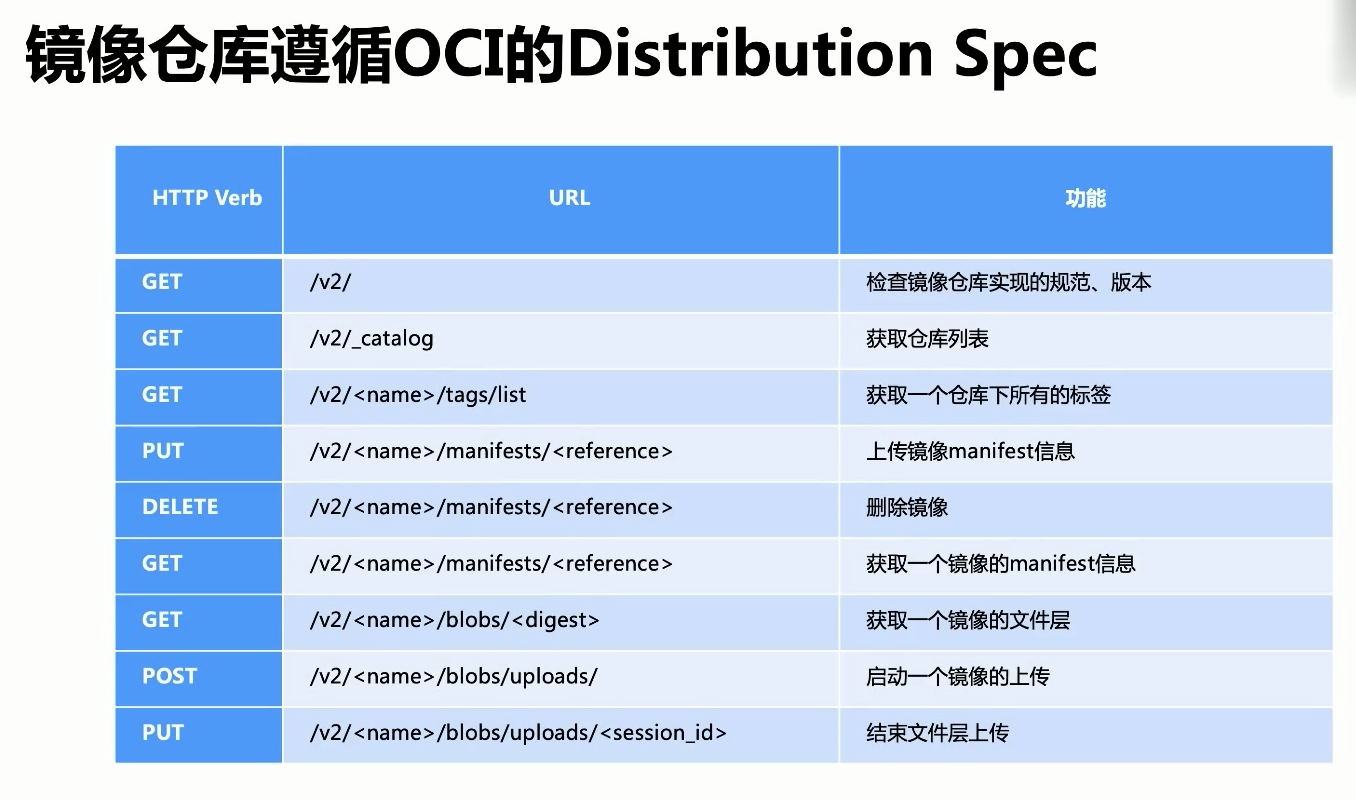 镜像仓库遵循OCI的Distribution Spec
HTTP Verb URL 功能
GET /v2/ 检查镜像仓库实现的规范、版本
GET /v2/_catalog 获取仓库列表
GET /v2/<name>/tags/list 获取一个仓库下所有的标签
PUT /v2/<name>/manifests/<reference> 上传镜像manifest信息
DELETE /v2/<name>/manifests/<reference> 删除镜像
GET /v2/<name>/manifests/<reference> 获取一个镜像的manifest信息
GET /v2/<name>/blobs/<digest> 获取一个镜像的文件层
POST /v2/<name>/blobs/uploads/ 启动一个镜像的上传
PUT /v2/<name>/blobs/uploads/<session_id> 结束文件层上传